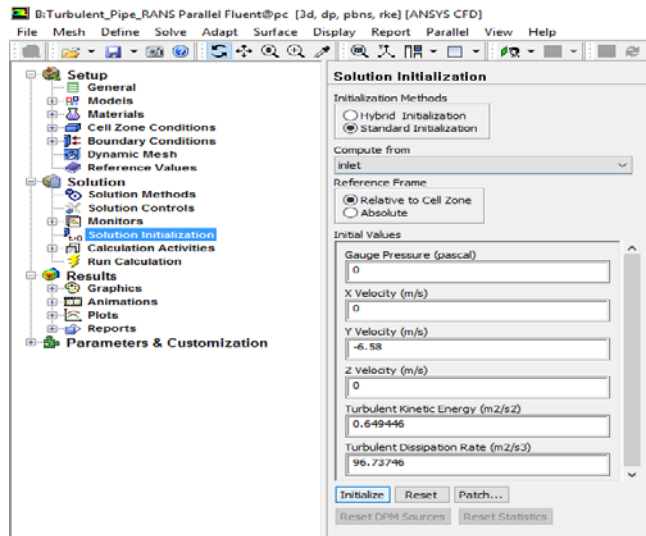 B:Turbulent_Pipe_RANS Parallel Fluent@pc [3d, dp, pbns, rke] [ANSYS CFD]
File Mesh Define Solve Adapt Surface Display Report Parallel View Help
Setup
General
Models
Materials
Cell Zone Conditions
Boundary Conditions
Dynamic Mesh
Reference Values
Solution
Solution Methods
Solution Controls
Monitors
Solution Initialization
Calculation Activities
Run Calculation
Results
Graphics
Animations
Plots
Reports
Parameters & Customization
Solution Initialization
Initialization Methods
Hybrid Initialization
Standard Initialization
Compute from
inlet
Reference Frame
Relative to Cell Zone
Absolute
Initial Values
Gauge Pressure (pascal)
0
X Velocity (m/s)
0
Y Velocity (m/s)
-6.58
Z Velocity (m/s)
0
Turbulent Kinetic Energy (m2/s2)
0.649446
Turbulent Dissipation Rate (m2/s3)
96.73746
Initialize Reset Patch...
Reset DPM Sources Reset Statistics